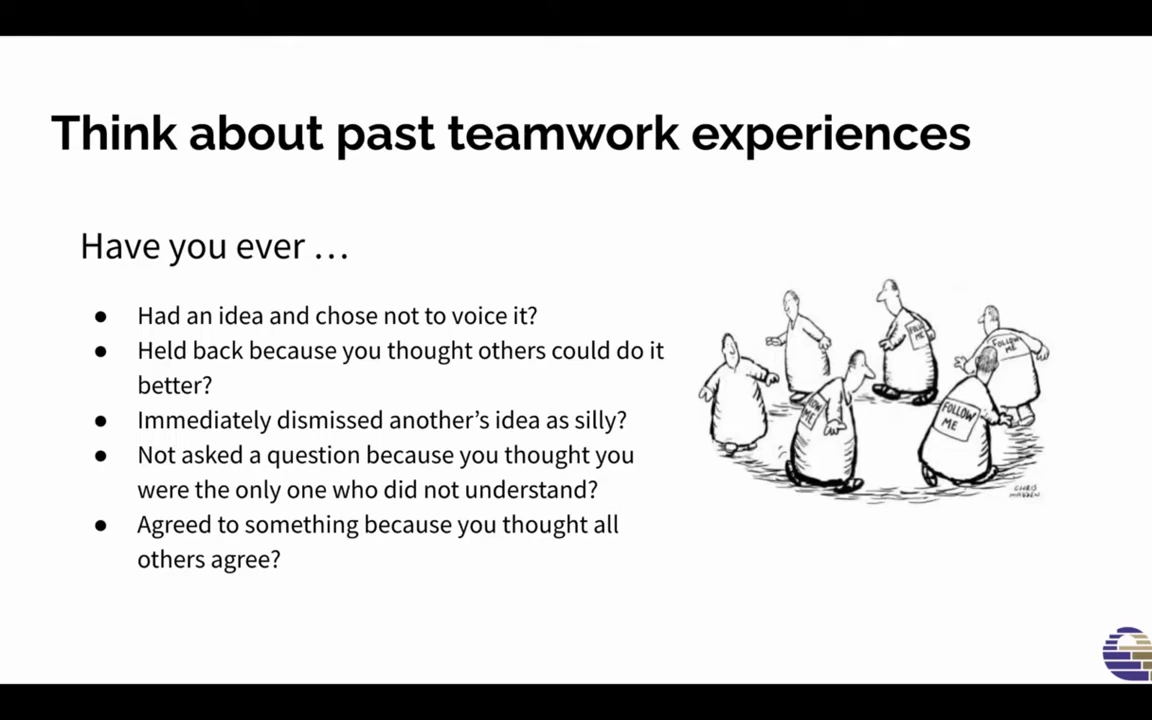 Think about past teamwork experiences
Have you ever …
● Had an idea and chose not to voice it?
● Held back because you thought others could do it
better?
● Immediately dismissed another’s idea as silly?
● Not asked a question because you thought you
were the only one who did not understand?
● Agreed to something because you thought all
others agree?
FOLLOW
ME
FOLLOW
ME
FOLLOW
ME
CHRIS
MADDEN